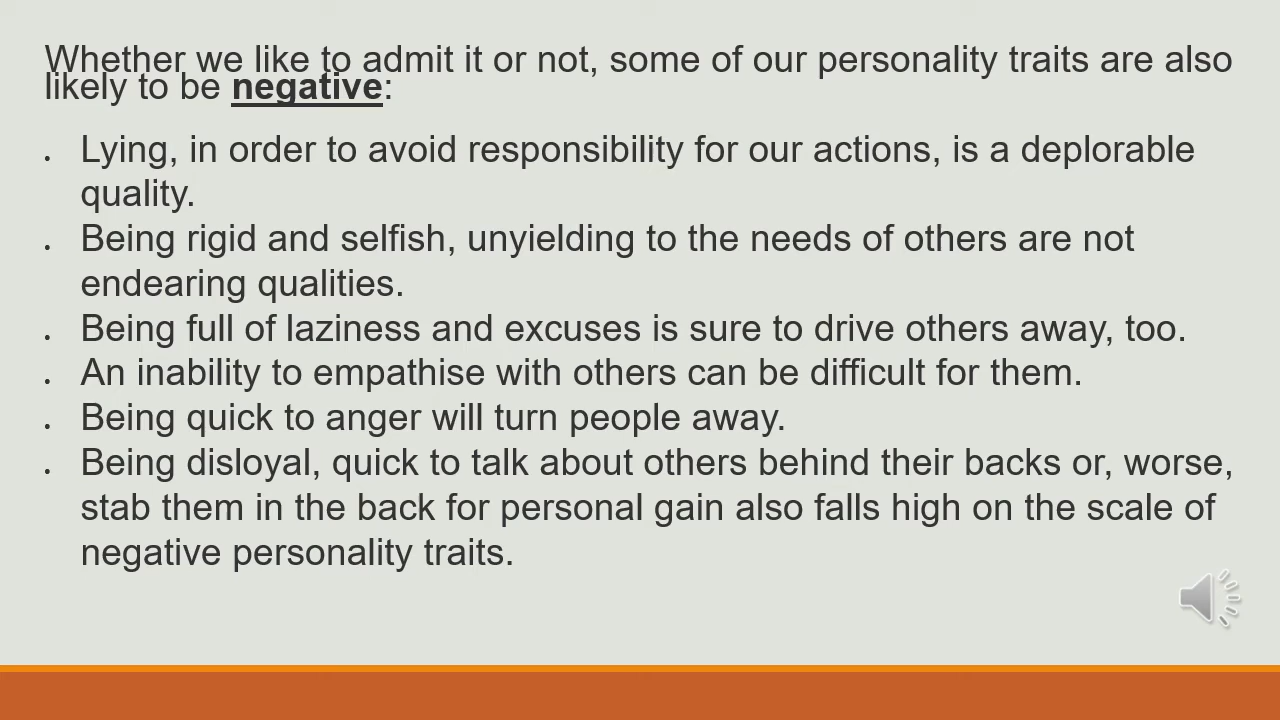 Whether we like to admit it or not, some of our personality traits are also
likely to be negative:
. Lying, in order to avoid responsibility for our actions, is a deplorable
quality.
. Being rigid and selfish, unyielding to the needs of others are not
endearing qualities.
. Being full of laziness and excuses is sure to drive others away, too.
. An inability to empathise with others can be difficult for them.
. Being quick to anger will turn people away.
. Being disloyal, quick to talk about others behind their backs or, worse,
stab them in the back for personal gain also falls high on the scale of
negative personality traits.